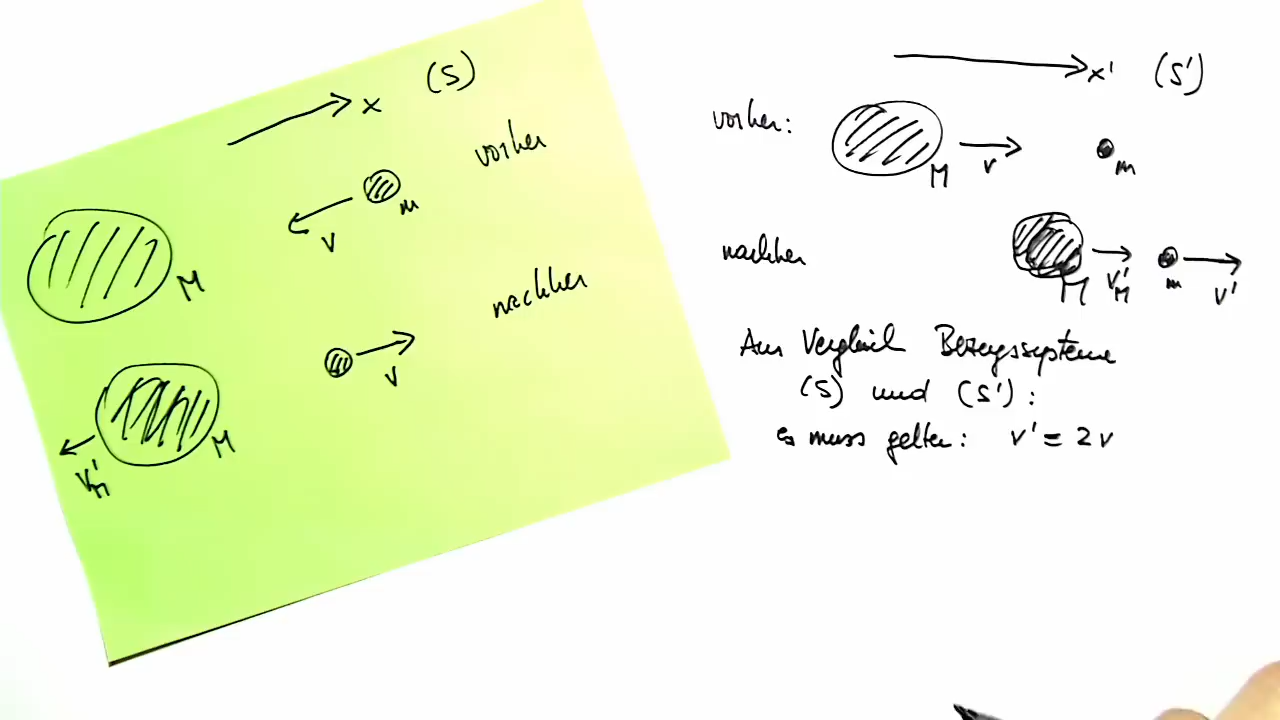 (S)
x
vorher
m
v
M
nachher
v
M
v'M
x' (S')
vorher:
M
v
m
nachher
M
v'M
m
v'
Aus Vergleich Bezugssysteme
(S) und (S'):
es muss gelten: v' = 2v